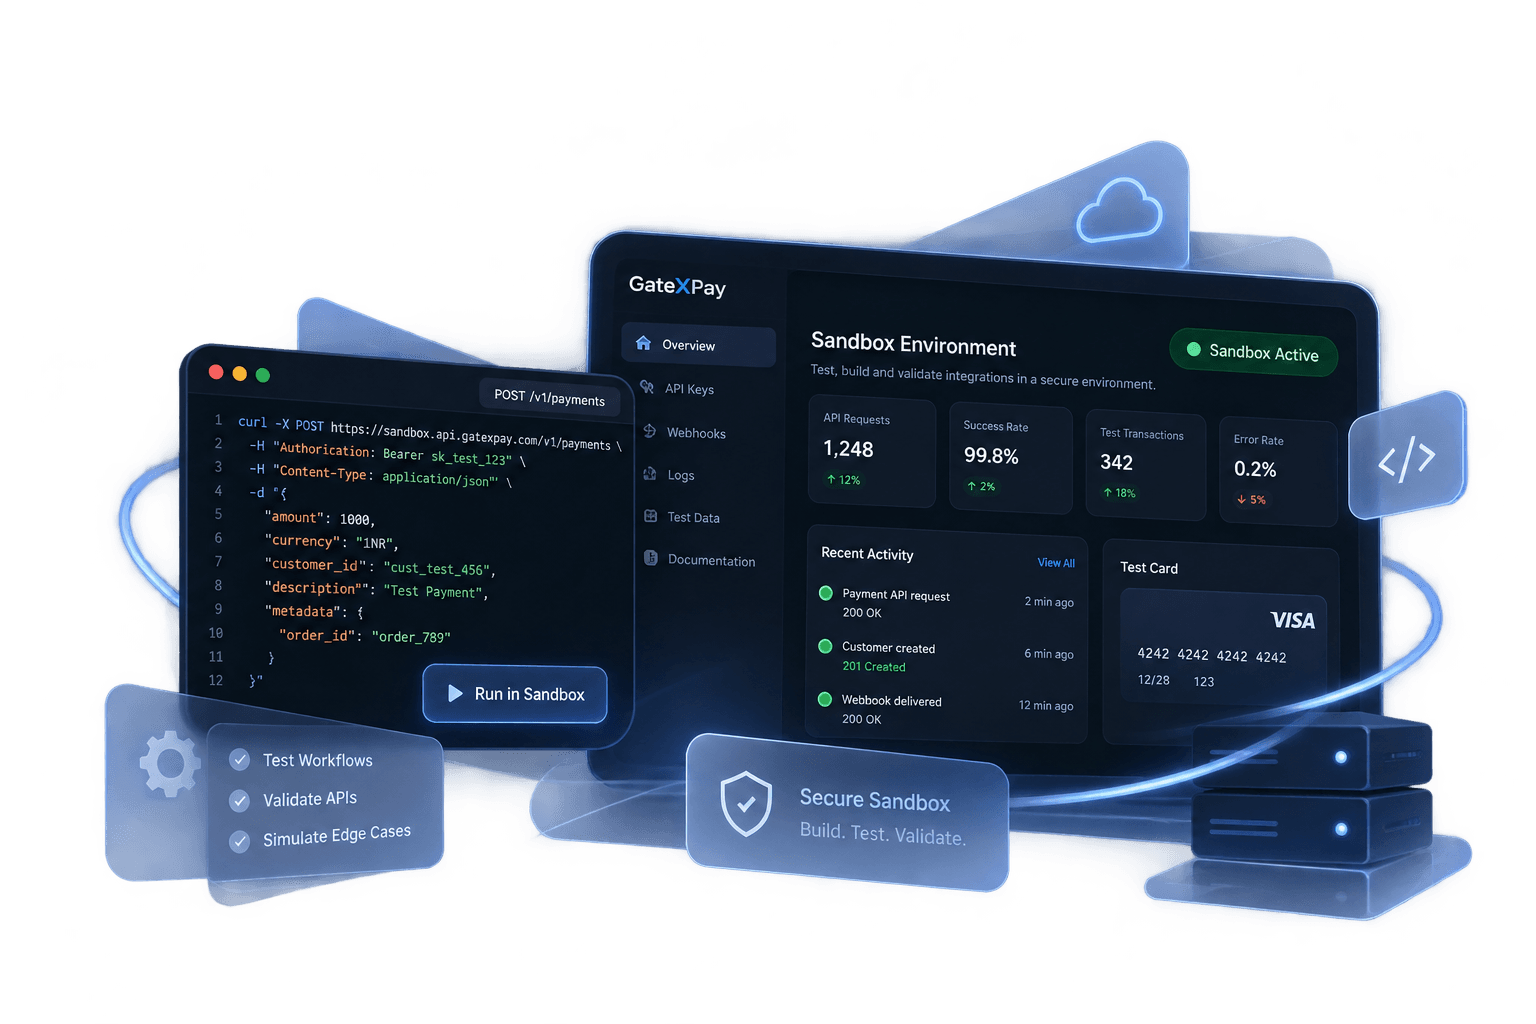 POST /v1/payments
1 curl -X POST https://sandbox.api.gatexpay.com/v1/payments \
2 -H "Authorication: Bearer sk_test_123" \
3 -H "Content-Type: application/json"' \
4 -d "{
5 "amount": 1000,
6 "currency": "1NR",
7 "customer_id": "cust_test_456",
8 "description"": "Test Payment",
9 "metadata": {
10 "order_id": "order_789"
11 }
12 }"
Run in Sandbox
Test Workflows
Validate APIs
Simulate Edge Cases
GateXPay
Overview
API Keys
Webhooks
Logs
Test Data
Documentation
Sandbox Environment
Test, build and validate integrations in a secure environment.
Sandbox Active
API Requests
1,248
↑ 12%
Success Rate
99.8%
↑ 2%
Test Transactions
342
↑ 18%
Error Rate
0.2%
↓ 5%
Recent Activity
View All
Payment API request
200 OK
2 min ago
Customer created
201 Created
6 min ago
Webbook delivered
200 OK
12 min ago
Test Card
VISA
4242 4242 4242 4242
12/28 123
</>
Secure Sandbox
Build. Test. Validate.